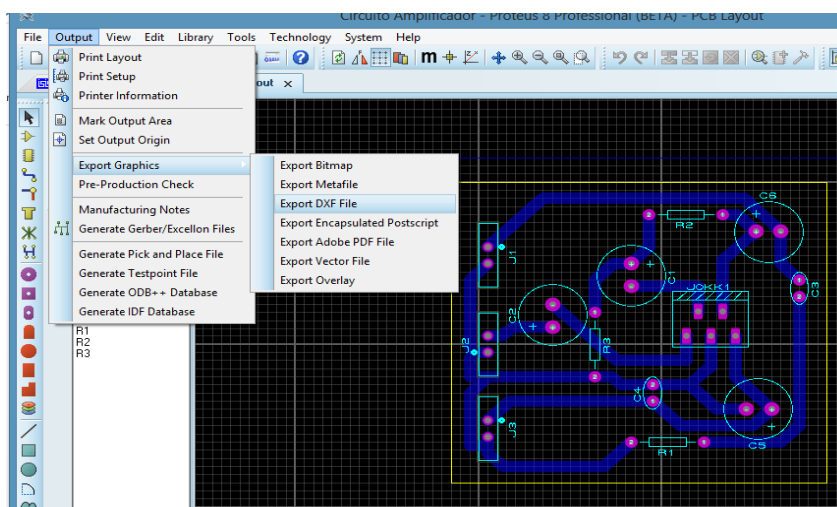 Circuito Amplificador - Proteus 8 Professional (BETA) - PCB Layout
File Output View Edit Library Tools Technology System Help
Print Layout
Print Setup
Printer Information
Mark Output Area
Set Output Origin
Export Graphics
Pre-Production Check
Manufacturing Notes
Generate Gerber/Excellon Files
Generate Pick and Place File
Generate Testpoint File
Generate ODB++ Database
Generate IDF Database
Export Bitmap
Export Metafile
Export DXF File
Export Encapsulated Postscript
Export Adobe PDF File
Export Vector File
Export Overlay
m
out x
R1
R2
R3
C6
R2
J1
C1
C3
JOKK1
C2
R3
J2
C4
J3
R1
C5